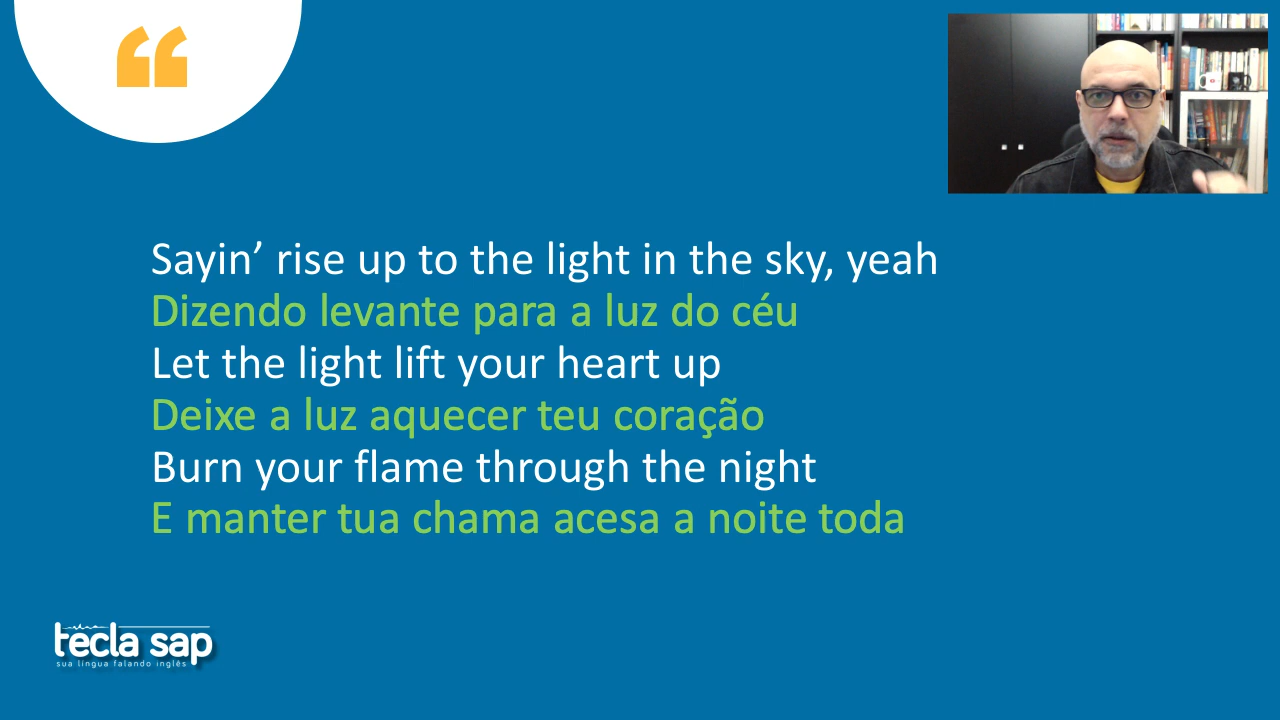 Sayin’ rise up to the light in the sky, yeah
Dizendo levante para a luz do céu
Let the light lift your heart up
Deixe a luz aquecer teu coração
Burn your flame through the night
E manter tua chama acesa a noite toda
tecla sap
sua língua falando inglês